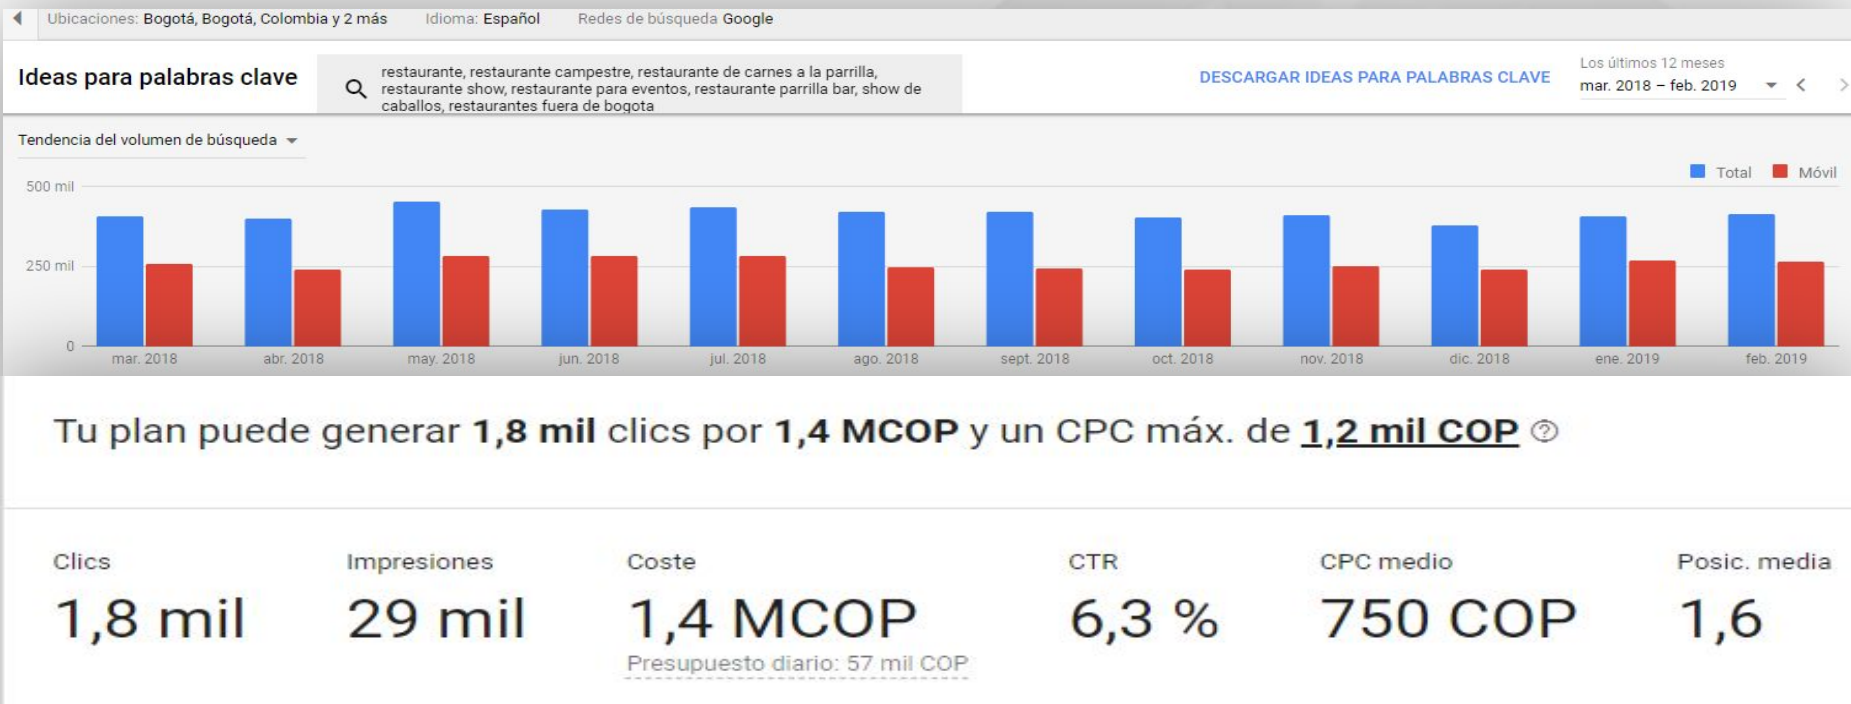 Ubicaciones: Bogotá, Bogotá, Colombia y 2 más Idioma: Español Redes de búsqueda Google
Ideas para palabras clave
restaurante, restaurante campestre, restaurante de carnes a la parrilla,
restaurante show, restaurante para eventos, restaurante parrilla bar, show de
caballos, restaurantes fuera de bogota
DESCARGAR IDEAS PARA PALABRAS CLAVE
Los últimos 12 meses
mar. 2018 – feb. 2019
Tendencia del volumen de búsqueda
Total Móvil
500 mil
250 mil
0
mar. 2018 abr. 2018 may. 2018 jun. 2018 jul. 2018 ago. 2018 sept. 2018 oct. 2018 nov. 2018 dic. 2018 ene. 2019 feb. 2019
Tu plan puede generar 1,8 mil clics por 1,4 MCOP y un CPC máx. de 1,2 mil COP ?
Clics Impresiones Coste CTR CPC medio Posic. media
1,8 mil 29 mil 1,4 MCOP 6,3 % 750 COP 1,6
Presupuesto diario: 57 mil COP